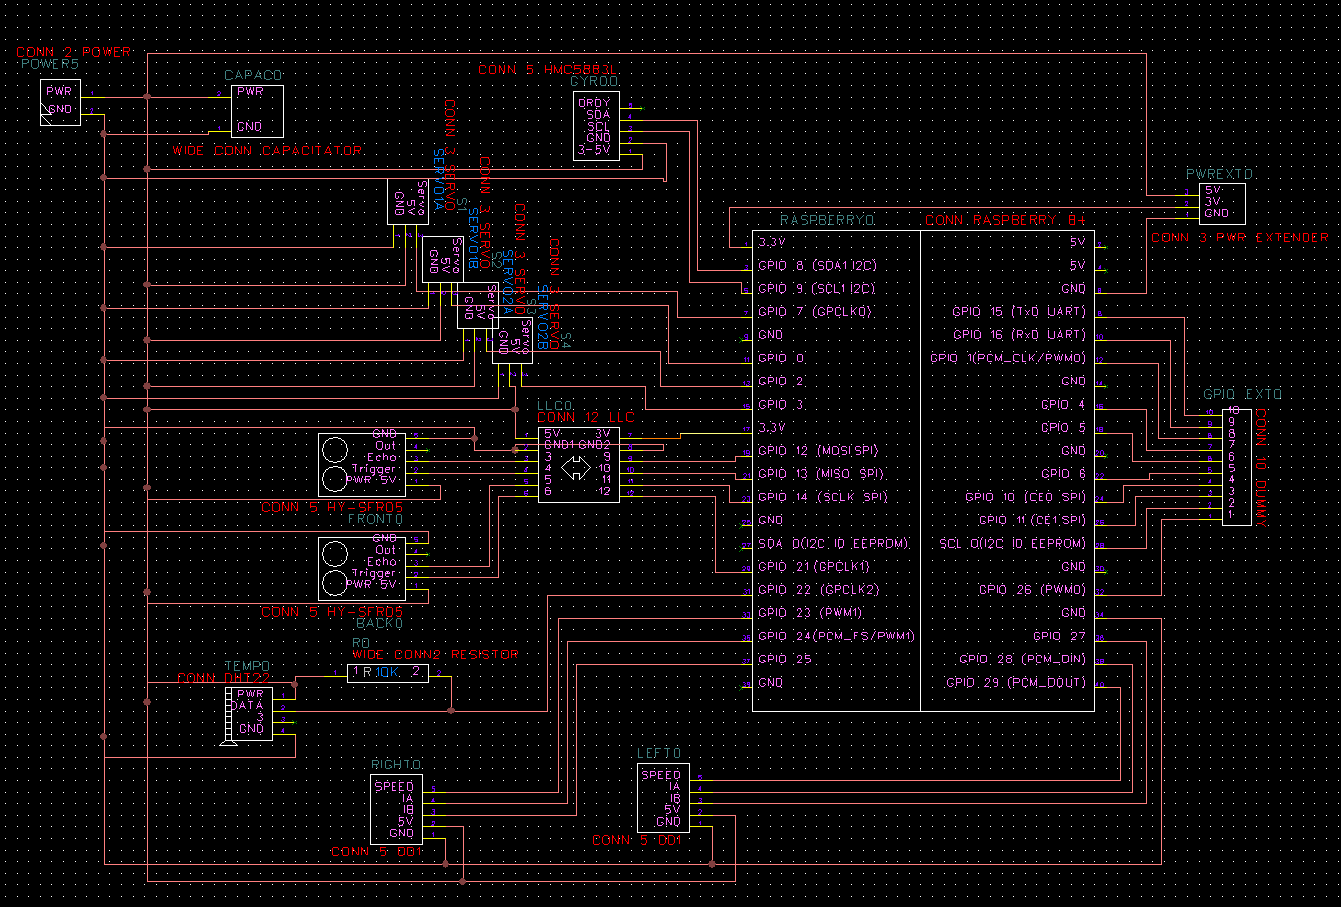 CONN 2 POWER
POWER5
PWR
GND
CAPAC0
PWR
GND
WIDE CONN CAPACITATOR
CONN 5 HMC5883L
GYRO0
DRDY
SDA
SCL
GND
3-5V
CONN 3 SERVO
SERVO1A
S1
Servo
5V
GND
CONN 3 SERVO
SERVO1B
S2
Servo
5V
GND
CONN 3 SERVO
SERVO2A
S3
Servo
5V
GND
CONN 3 SERVO
SERVO2B
S4
Servo
5V
GND
PWREXT0
5V
3V
GND
CONN 3 PWR EXTENDER
RASPBERRY0
CONN RASPBERRY B+
3.3V
GPIO 8 (SDA1 I2C)
GPIO 9 (SCL1 I2C)
GPIO 7 (GPCLK0)
GND
GPIO 0
GPIO 2
GPIO 3
3.3V
GPIO 12 (MOSI SPI)
GPIO 13 (MISO SPI)
GPIO 14 (SCLK SPI)
GND
SDA 0(I2C ID EEPROM)
GPIO 21 (GPCLK1)
GPIO 22 (GPCLK2)
GPIO 23 (PWM1)
GPIO 24(PCM_FS/PWM1)
GPIO 25
GND
5V
5V
GND
GPIO 15 (TxD UART)
GPIO 16 (RxD UART)
GPIO 1(PCM_CLK/PWM0)
GND
GPIO 4
GPIO 5
GND
GPIO 6
GPIO 10 (CE0 SPI)
GPIO 11 (CE1 SPI)
SCL 0(I2C ID EEPROM)
GND
GPIO 26 (PWM0)
GND
GPIO 27
GPIO 28 (PCM_DIN)
GPIO 29 (PCM_DOUT)
GPIO EXT0
10
9
8
7
6
5
4
3
2
1
CONN 10 DUMMY
LLC0
CONN 12 LLC
5V 3V
GND1 GND2
3 9
4 10
5 11
6 12
GND
Out
Echo
Trigger
PWR 5V
CONN 5 HY-SFR05
FRONT0
GND
Out
Echo
Trigger
PWR 5V
CONN 5 HY-SFR05
BACK0
R0
WIDE CONN2 RESISTOR
1 R 10K 2
TEMP0
CONN DHT22
PWR
DATA
3
GND
RIGHT0
SPEED
IA
IB
5V
GND
CONN 5 DD1
LEFT0
SPEED
IA
IB
5V
GND
CONN 5 DD1